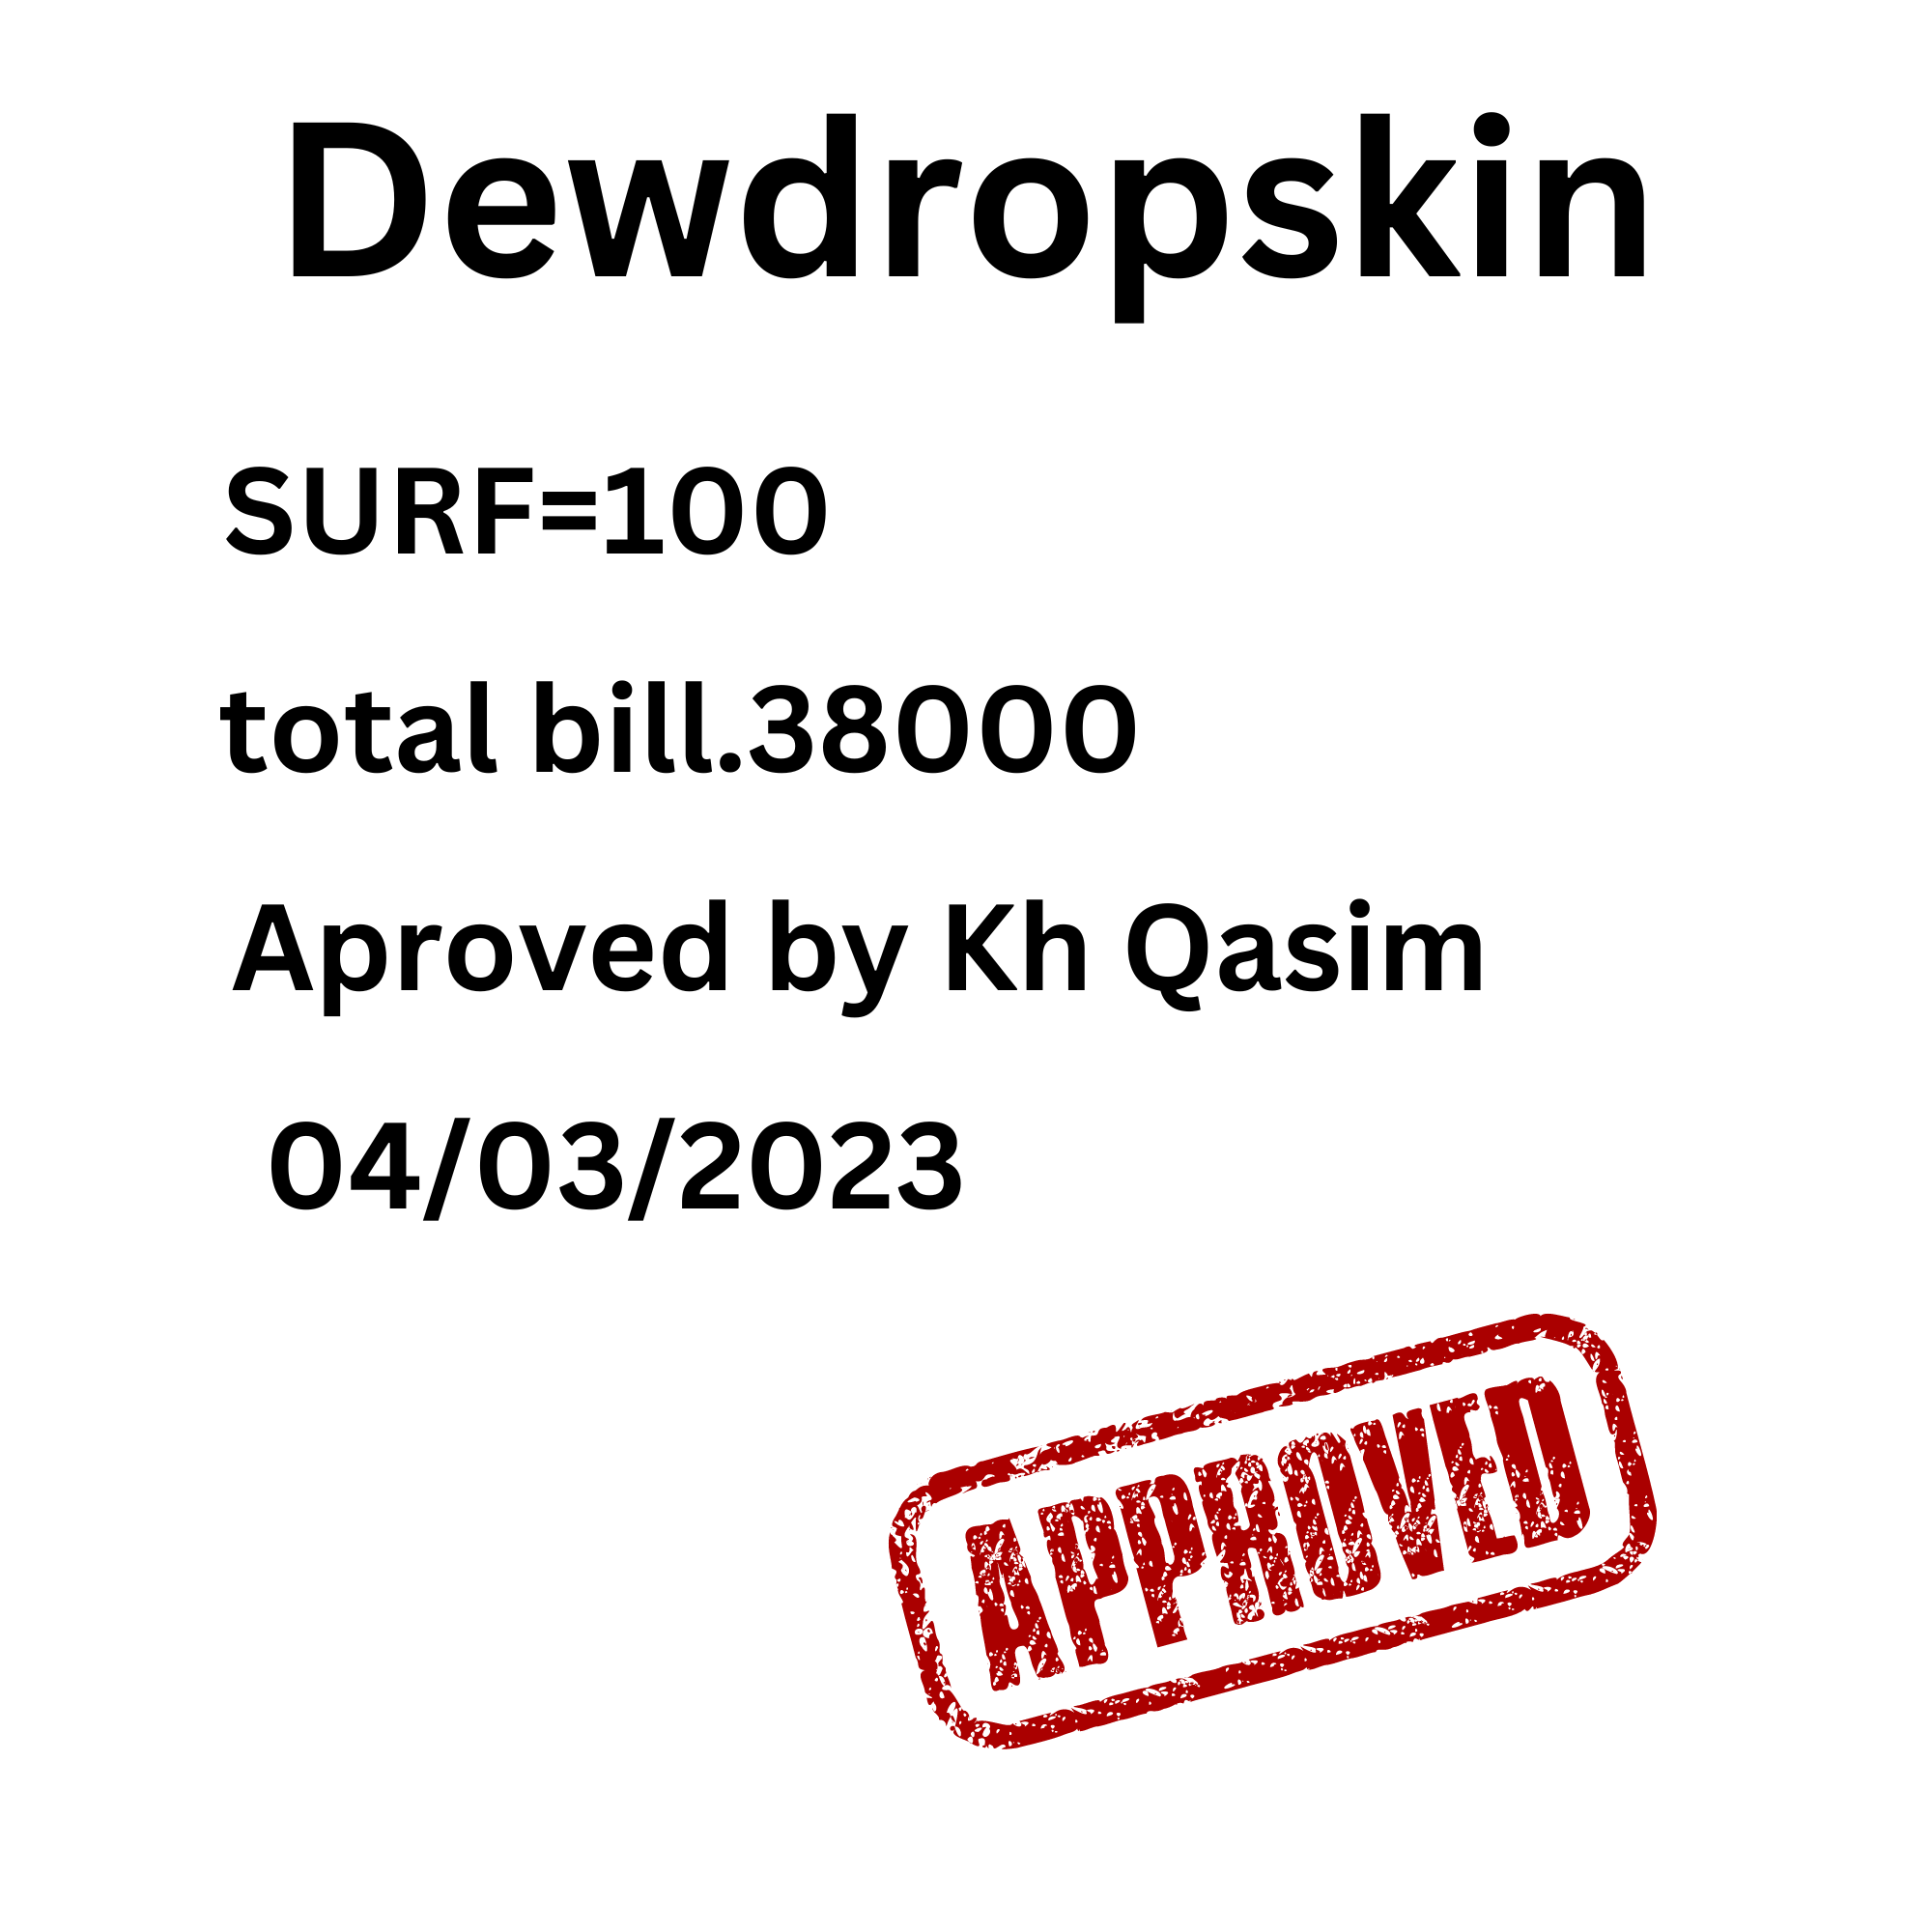 Dewdropskin
SURF=100
total bill.38000
Aproved by Kh Qasim
04/03/2023
APPROVED